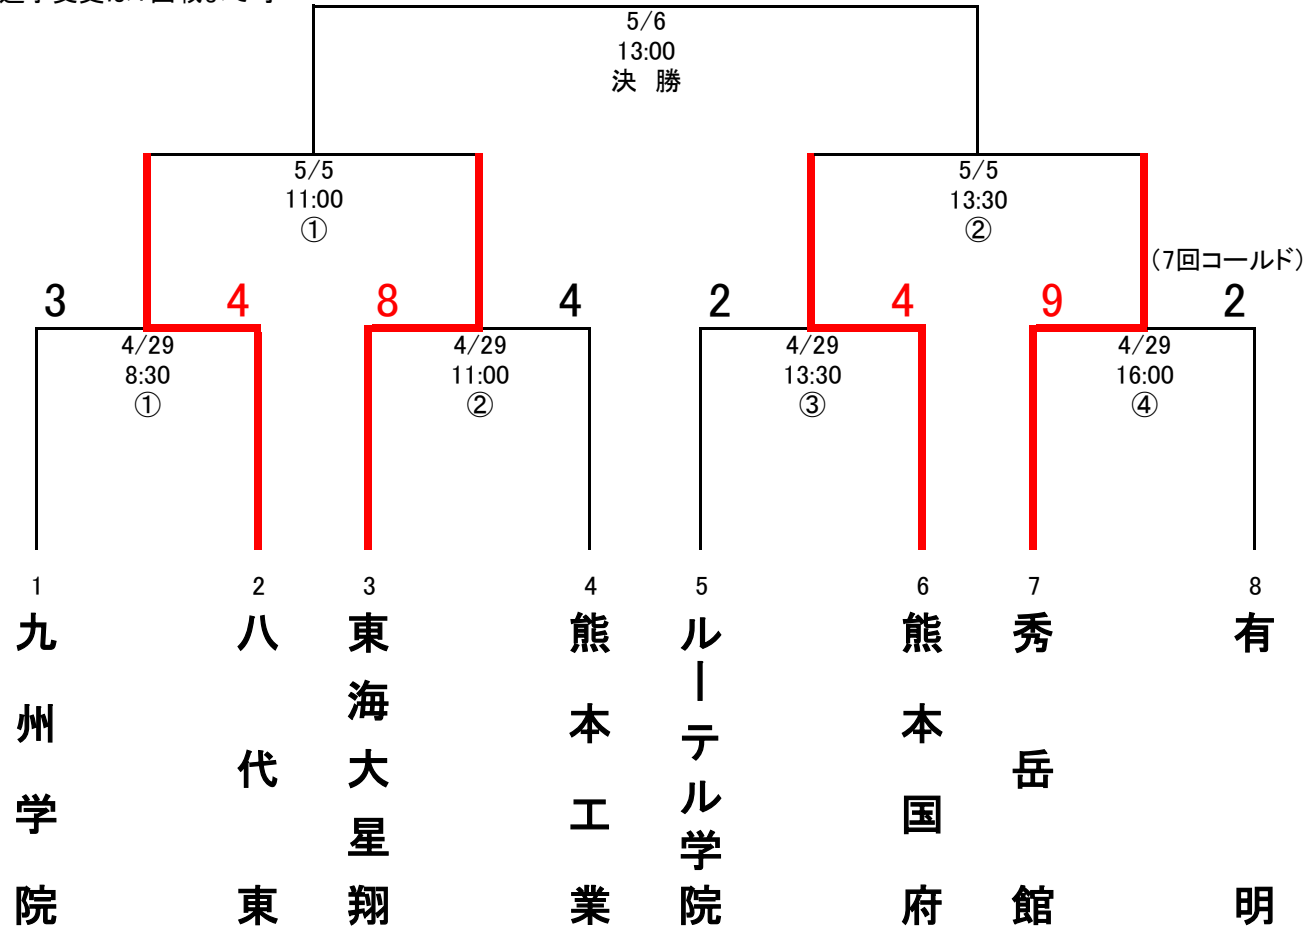 5/6
13:00
決 勝
5/5
11:00
①
5/5
13:30
②
(7回コールド)
3 4 8 4 2 4 9 2
4/29
8:30
①
4/29
11:00
②
4/29
13:30
③
4/29
16:00
④
1 2 3 4 5 6 7 8
九州学院
八代東
東海大星翔
熊本工業
ルーテル学院
熊本国府
秀岳館
有明